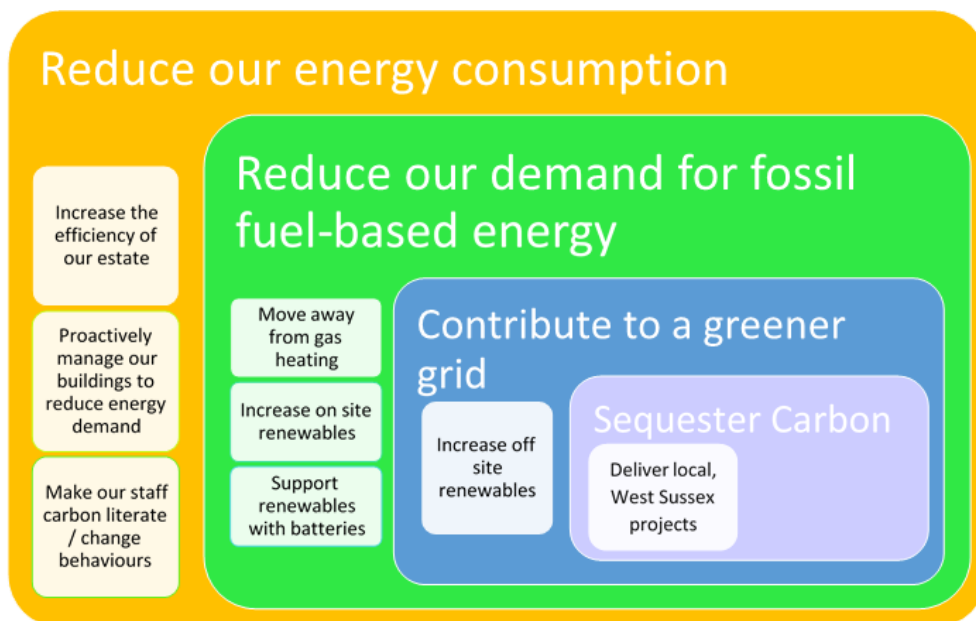 Reduce our energy consumption
Increase the
efficiency of
our estate
Proactively
manage our
buildings to
reduce energy
demand
Make our staff
carbon literate
/ change
behaviours
Reduce our demand for fossil
fuel-based energy
Move away
from gas
heating
Increase on site
renewables
Support
renewables
with batteries
Contribute to a greener
grid
Increase off
site
renewables
Sequester Carbon
Deliver local,
West Sussex
projects